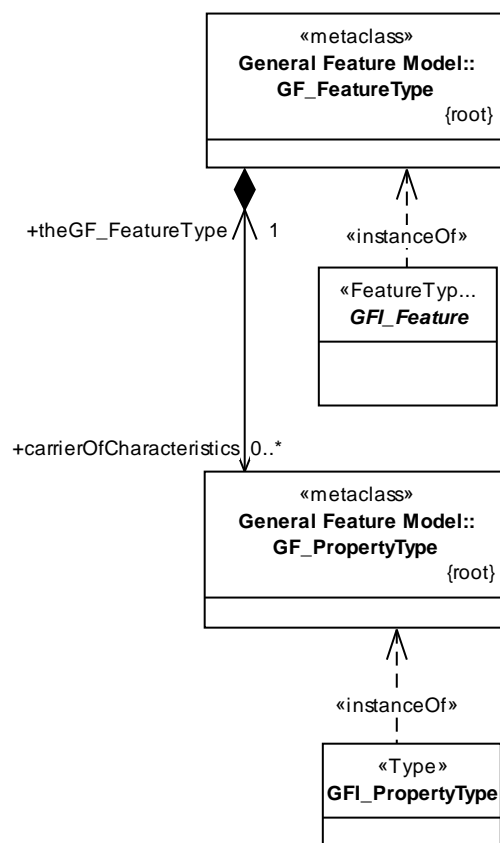 «metaclass»
General Feature Model::
GF_FeatureType
{root}
+theGF_FeatureType 1
«instanceOf»
«FeatureTyp...
GFI_Feature
+carrierOfCharacteristics 0..*
«metaclass»
General Feature Model::
GF_PropertyType
{root}
«instanceOf»
«Type»
GFI_PropertyType